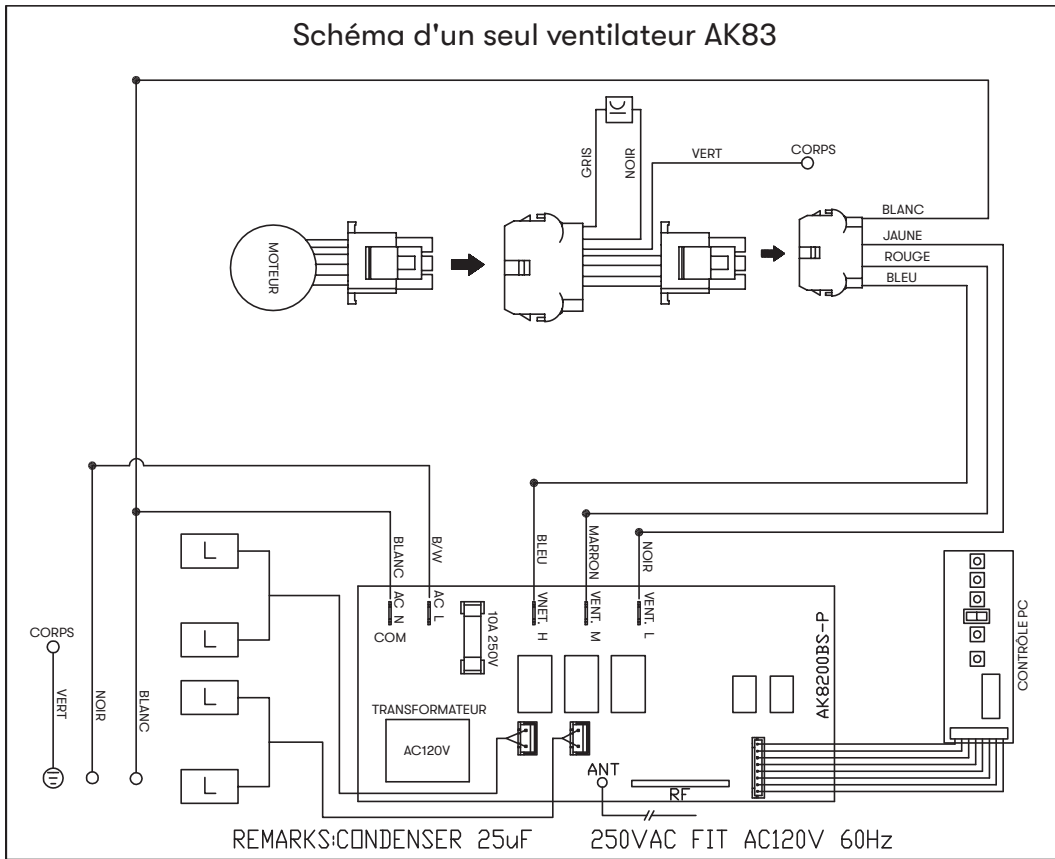 Schéma d'un seul ventilateur AK83
GRIS
NOIR
VERT
CORPS
MOTEUR
BLANC
JAUNE
ROUGE
BLEU
BLANC
B/W
BLEU
MARRON
NOIR
AC N
AC L
COM
10A 250V
VNET. H
VENT. M
VENT. L
L
L
L
L
CORPS
VERT
NOIR
BLANC
TRANSFORMATEUR
AC120V
ANT
RF
AK8200BS-P
CONTRÔLE PC
REMARKS:CONDENSER 25uF 250VAC FIT AC120V 60Hz